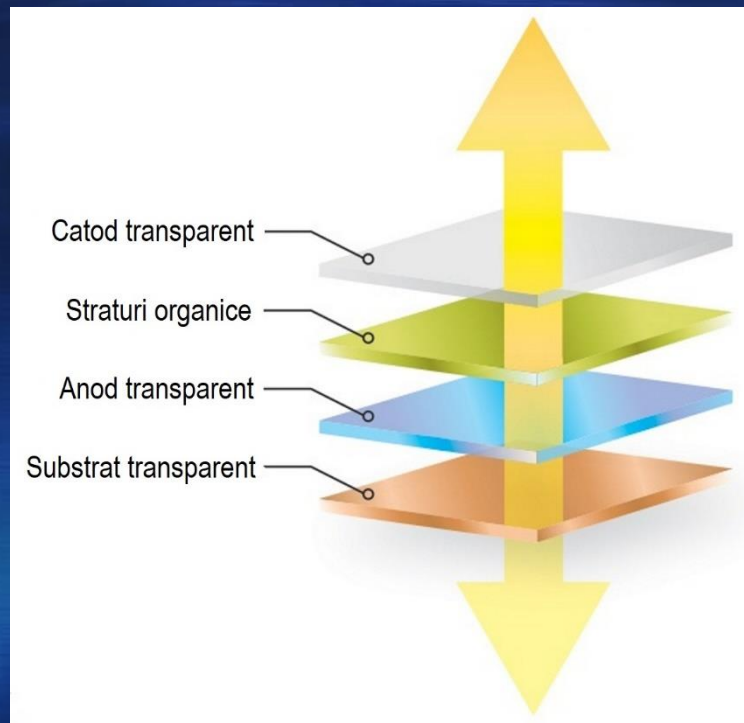 Catod transparent
Straturi organice
Anod transparent
Substrat transparent